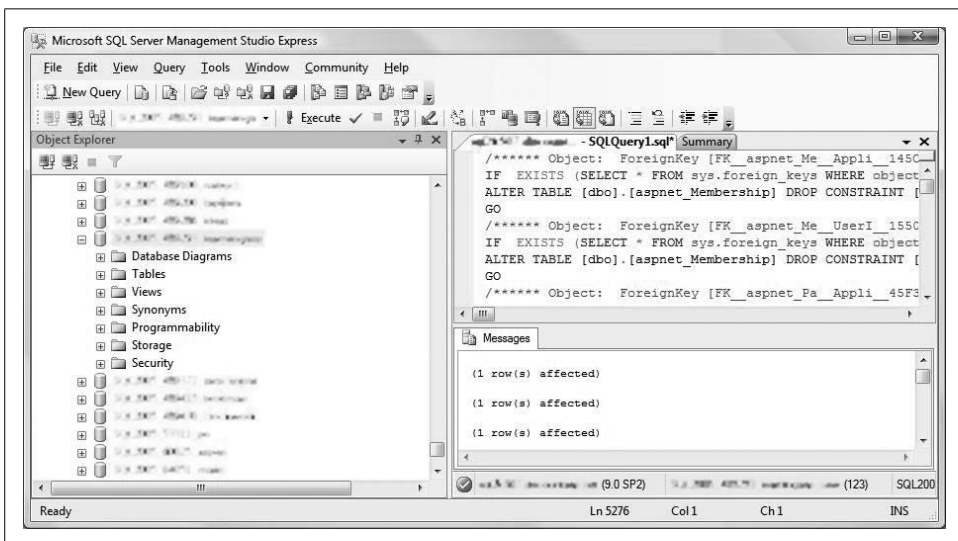 Microsoft SQL Server Management Studio Express
File Edit View Query Tools Window Community Help
New Query
Execute
Object Explorer
- SQLQuery1.sql* Summary
Database Diagrams
Tables
Views
Synonyms
Programmability
Storage
Security
/****** Object: ForeignKey [FK__aspnet_Me__Appli__145C
IF EXISTS (SELECT * FROM sys.foreign_keys WHERE object
ALTER TABLE [dbo].[aspnet_Membership] DROP CONSTRAINT [
GO
/****** Object: ForeignKey [FK__aspnet_Me__UserI__155C
IF EXISTS (SELECT * FROM sys.foreign_keys WHERE object
ALTER TABLE [dbo].[aspnet_Membership] DROP CONSTRAINT [
GO
/****** Object: ForeignKey [FK__aspnet_Pa__Appli__45F3
Messages
(1 row(s) affected)
(1 row(s) affected)
(1 row(s) affected)
(9.0 SP2) (123) SQL200
Ready Ln 5276 Col 1 Ch 1 INS